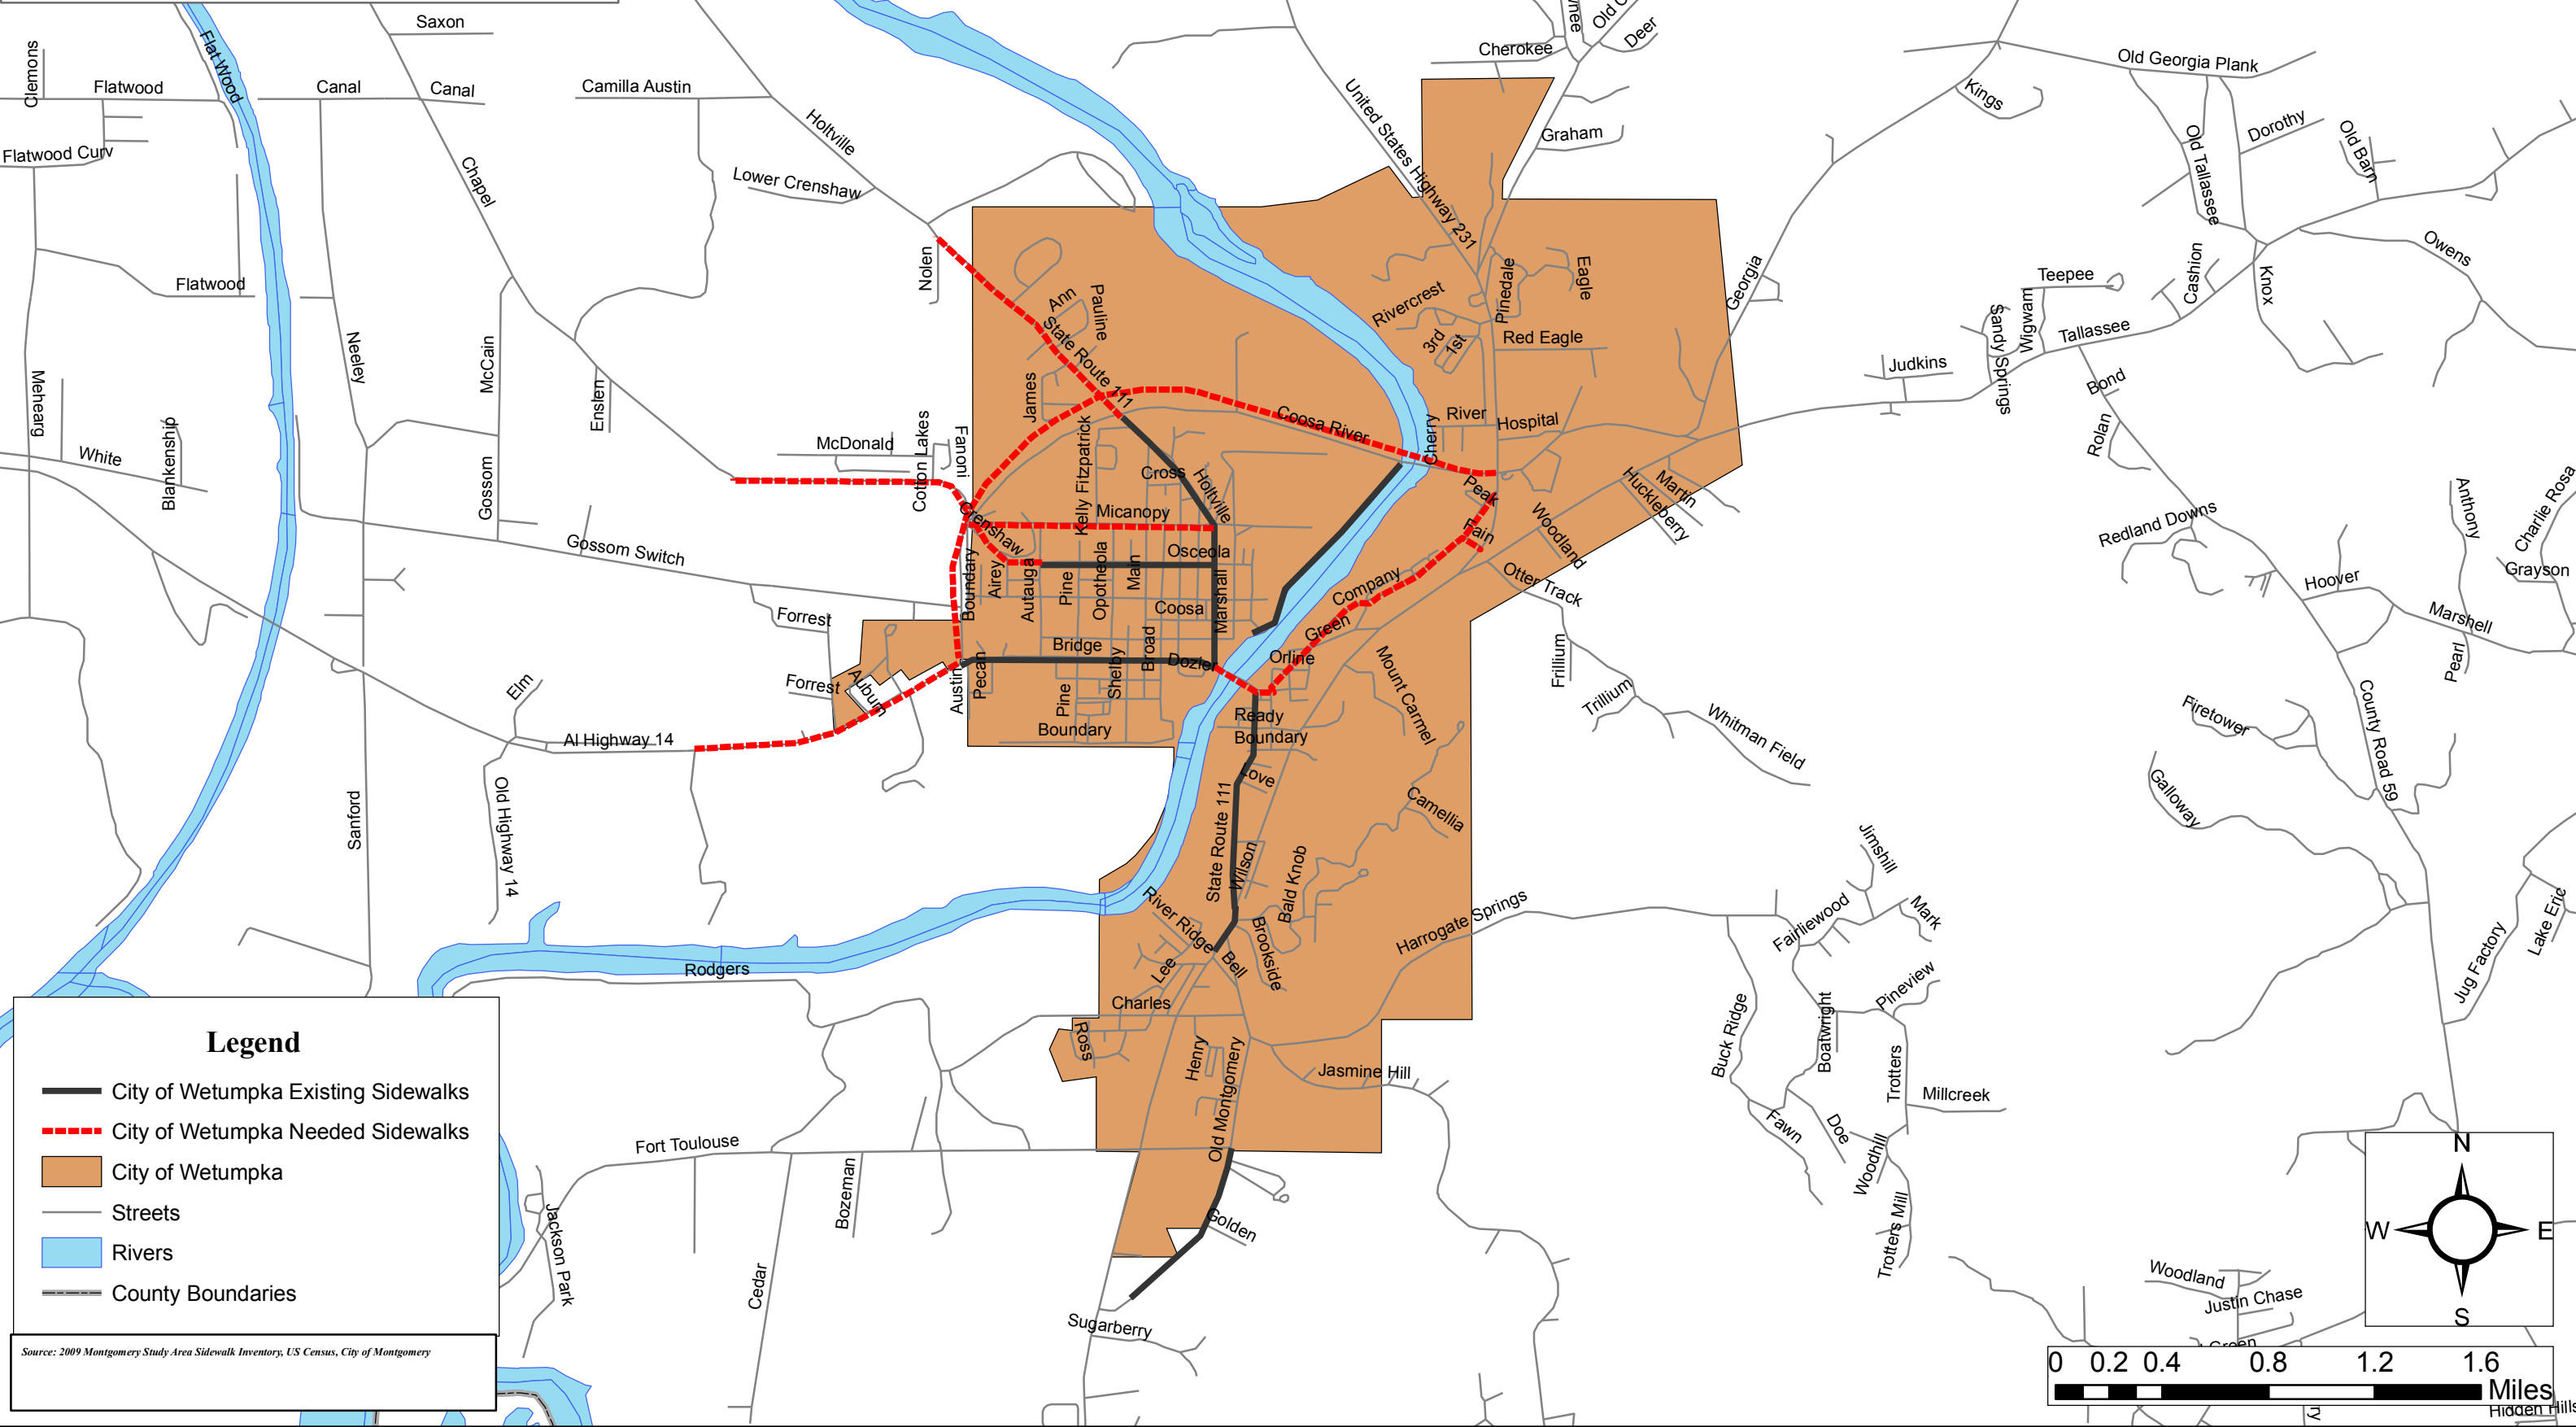 Saxon
Cherokee
Deer
Clemons
Flatwood
Flat Wood
Canal
Canal
Camilla Austin
Holtville
United States Highway 231
Graham
Old Georgia Plank
Kings
Dorothy
Old Barn
Old Tallassee
Flatwood Curv
Chapel
Lower Crenshaw
Nolen
Flatwood
Ann
Pauline
State Route 111
Rivercrest
Pinedale
Eagle
3rd
1st
Red Eagle
Georgia
Teepee
Wigwam
Sandy Springs
Cashion
Knox
Owens
Tallassee
Judkins
Bond
Rolan
Mehearg
Neeley
McCain
Enslen
James
Coosa River
Cherry
River
Hospital
White
Blankenship
Gossom
McDonald
Cotton Lakes
Fanoni
Kelly Fitzpatrick
Cross
Holtville
Micanopy
Peak
Fain
Huckleberry
Martin
Woodland
Redland Downs
Anthony
Charlie Rosa
Grayson
Hoover
Marshell
Pearl
Gossom Switch
Crenshaw
Boundary
Airey
Autauga
Pine
Opotheola
Main
Osceola
Coosa
Marshall
Company
Green
Otter Track
Forrest
Forrest
Auburn
Austin
Pecan
Bridge
Shelby
Broad
Dozier
Orline
Pine
Boundary
Ready
Boundary
Love
Mount Carmel
Frillium
Trillium
Whitman Field
Firetower
County Road 59
Galloway
Elm
Al Highway 14
Old Highway 14
Sanford
State Route 111
Wilson
Bald Knob
Camellia
Jimshill
Mark
Fairliewood
Lake Eric
Jug Factory
River Ridge
Brookside
Harrogate Springs
Lee
Bell
Charles
Ross
Henry
Old Montgomery
Jasmine Hill
Buck Ridge
Boatwright
Pineview
Trotters
Millcreek
Fawn
Doe
Woodhill
Trotters Mill
Rodgers
Fort Toulouse
Bozeman
Jackson Park
Cedar
Golden
Sugarberry
Woodland
Justin Chase
Green
Hidden Hills
Legend
City of Wetumpka Existing Sidewalks
City of Wetumpka Needed Sidewalks
City of Wetumpka
Streets
Rivers
County Boundaries
Source: 2009 Montgomery Study Area Sidewalk Inventory, US Census, City of Montgomery
N
W E
S
0 0.2 0.4 0.8 1.2 1.6
Miles